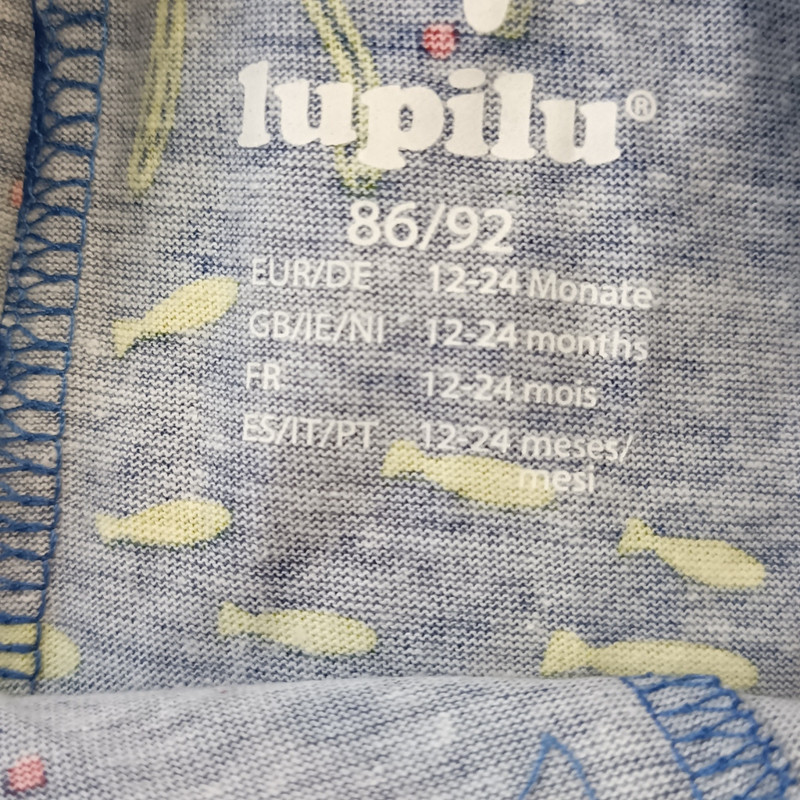 lupilu®
86/92
EUR/DE 12-24 Monate
GB/IE/NI 12-24 months
FR 12-24 mois
ES/IT/PT 12-24 meses/
mesi